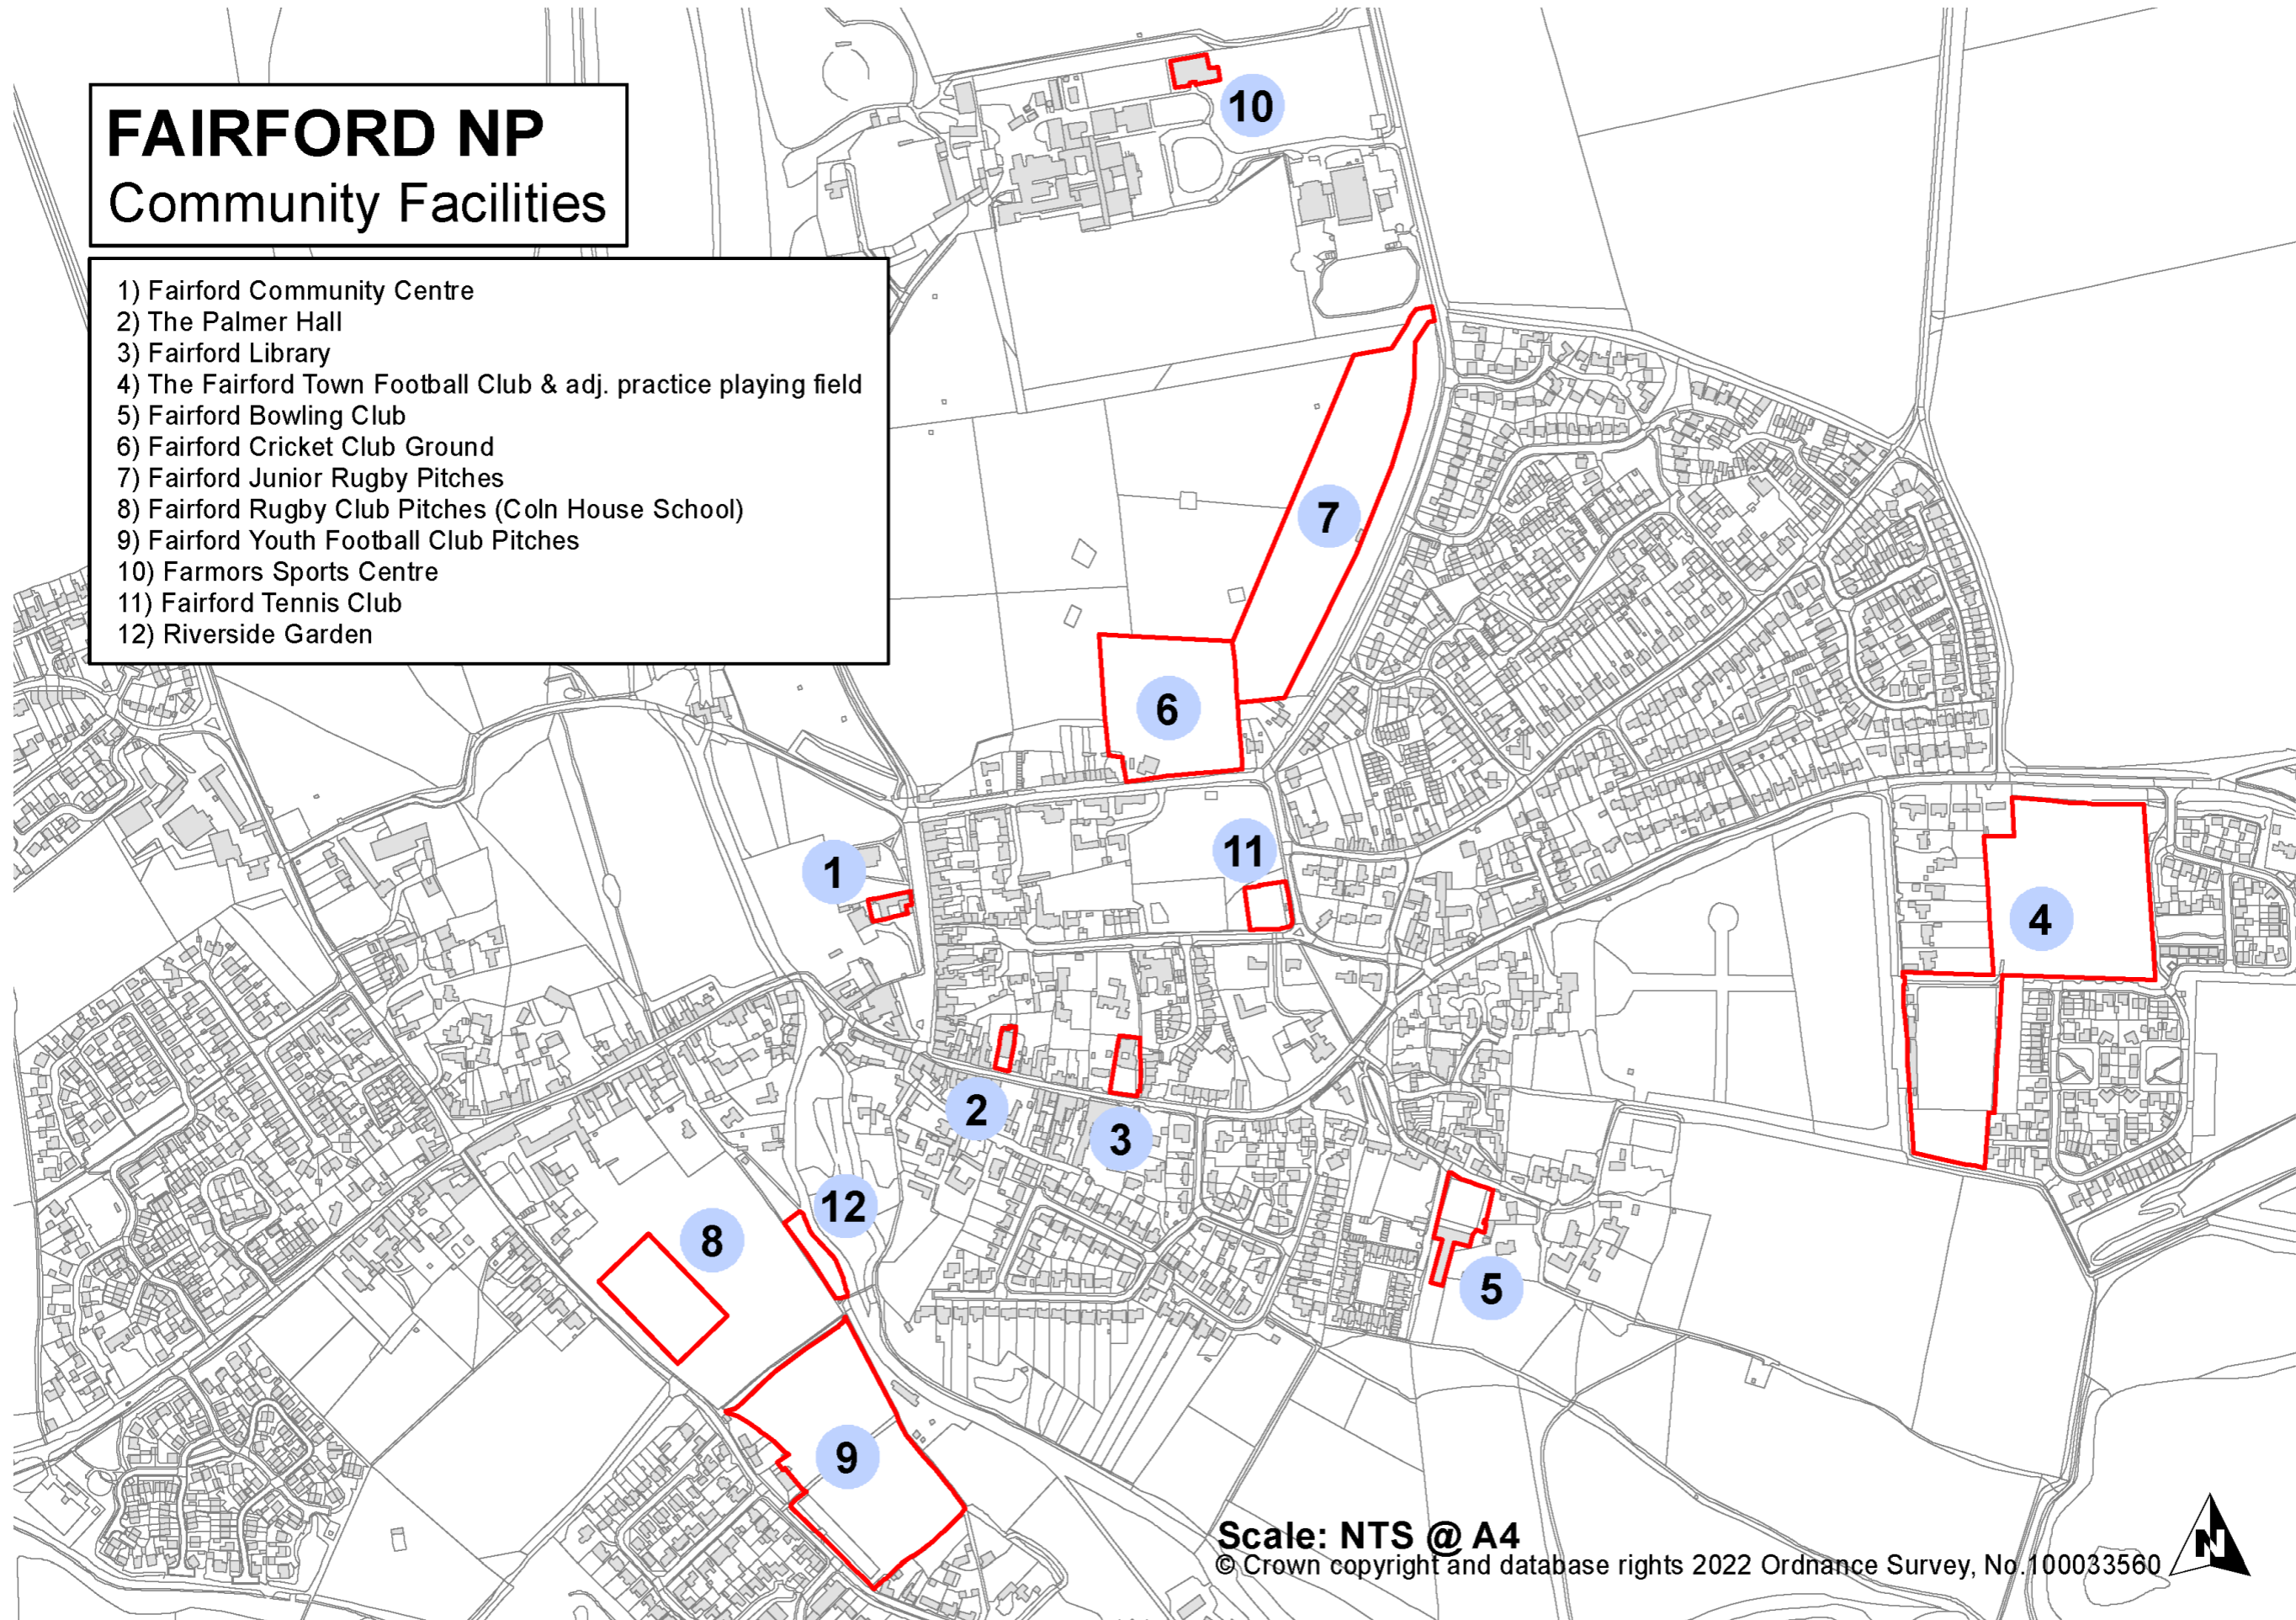 FAIRFORD NP
Community Facilities
1) Fairford Community Centre
2) The Palmer Hall
3) Fairford Library
4) The Fairford Town Football Club & adj. practice playing field
5) Fairford Bowling Club
6) Fairford Cricket Club Ground
7) Fairford Junior Rugby Pitches
8) Fairford Rugby Club Pitches (Coln House School)
9) Fairford Youth Football Club Pitches
10) Farmors Sports Centre
11) Fairford Tennis Club
12) Riverside Garden
10
7
6
11
1
4
2
3
12
8
5
9
Scale: NTS @ A4
© Crown copyright and database rights 2022 Ordnance Survey, No.100033560
N